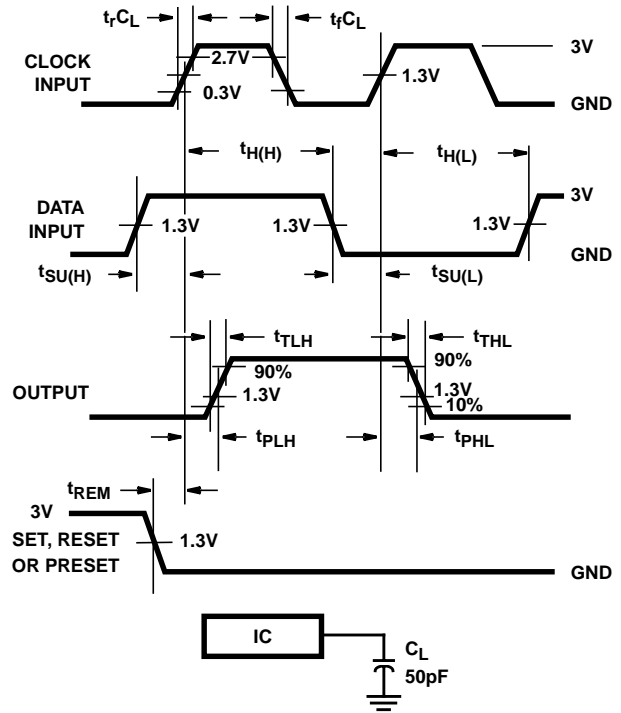 trCL
tfCL
CLOCK
INPUT
2.7V
0.3V
1.3V
3V
GND
tH(H)
tH(L)
DATA
INPUT
1.3V
1.3V
1.3V
3V
GND
tSU(H)
tSU(L)
tTLH
tTHL
OUTPUT
90%
1.3V
90%
1.3V
10%
tPLH
tPHL
tREM
3V
SET, RESET
OR PRESET
1.3V
GND
IC
CL
50pF